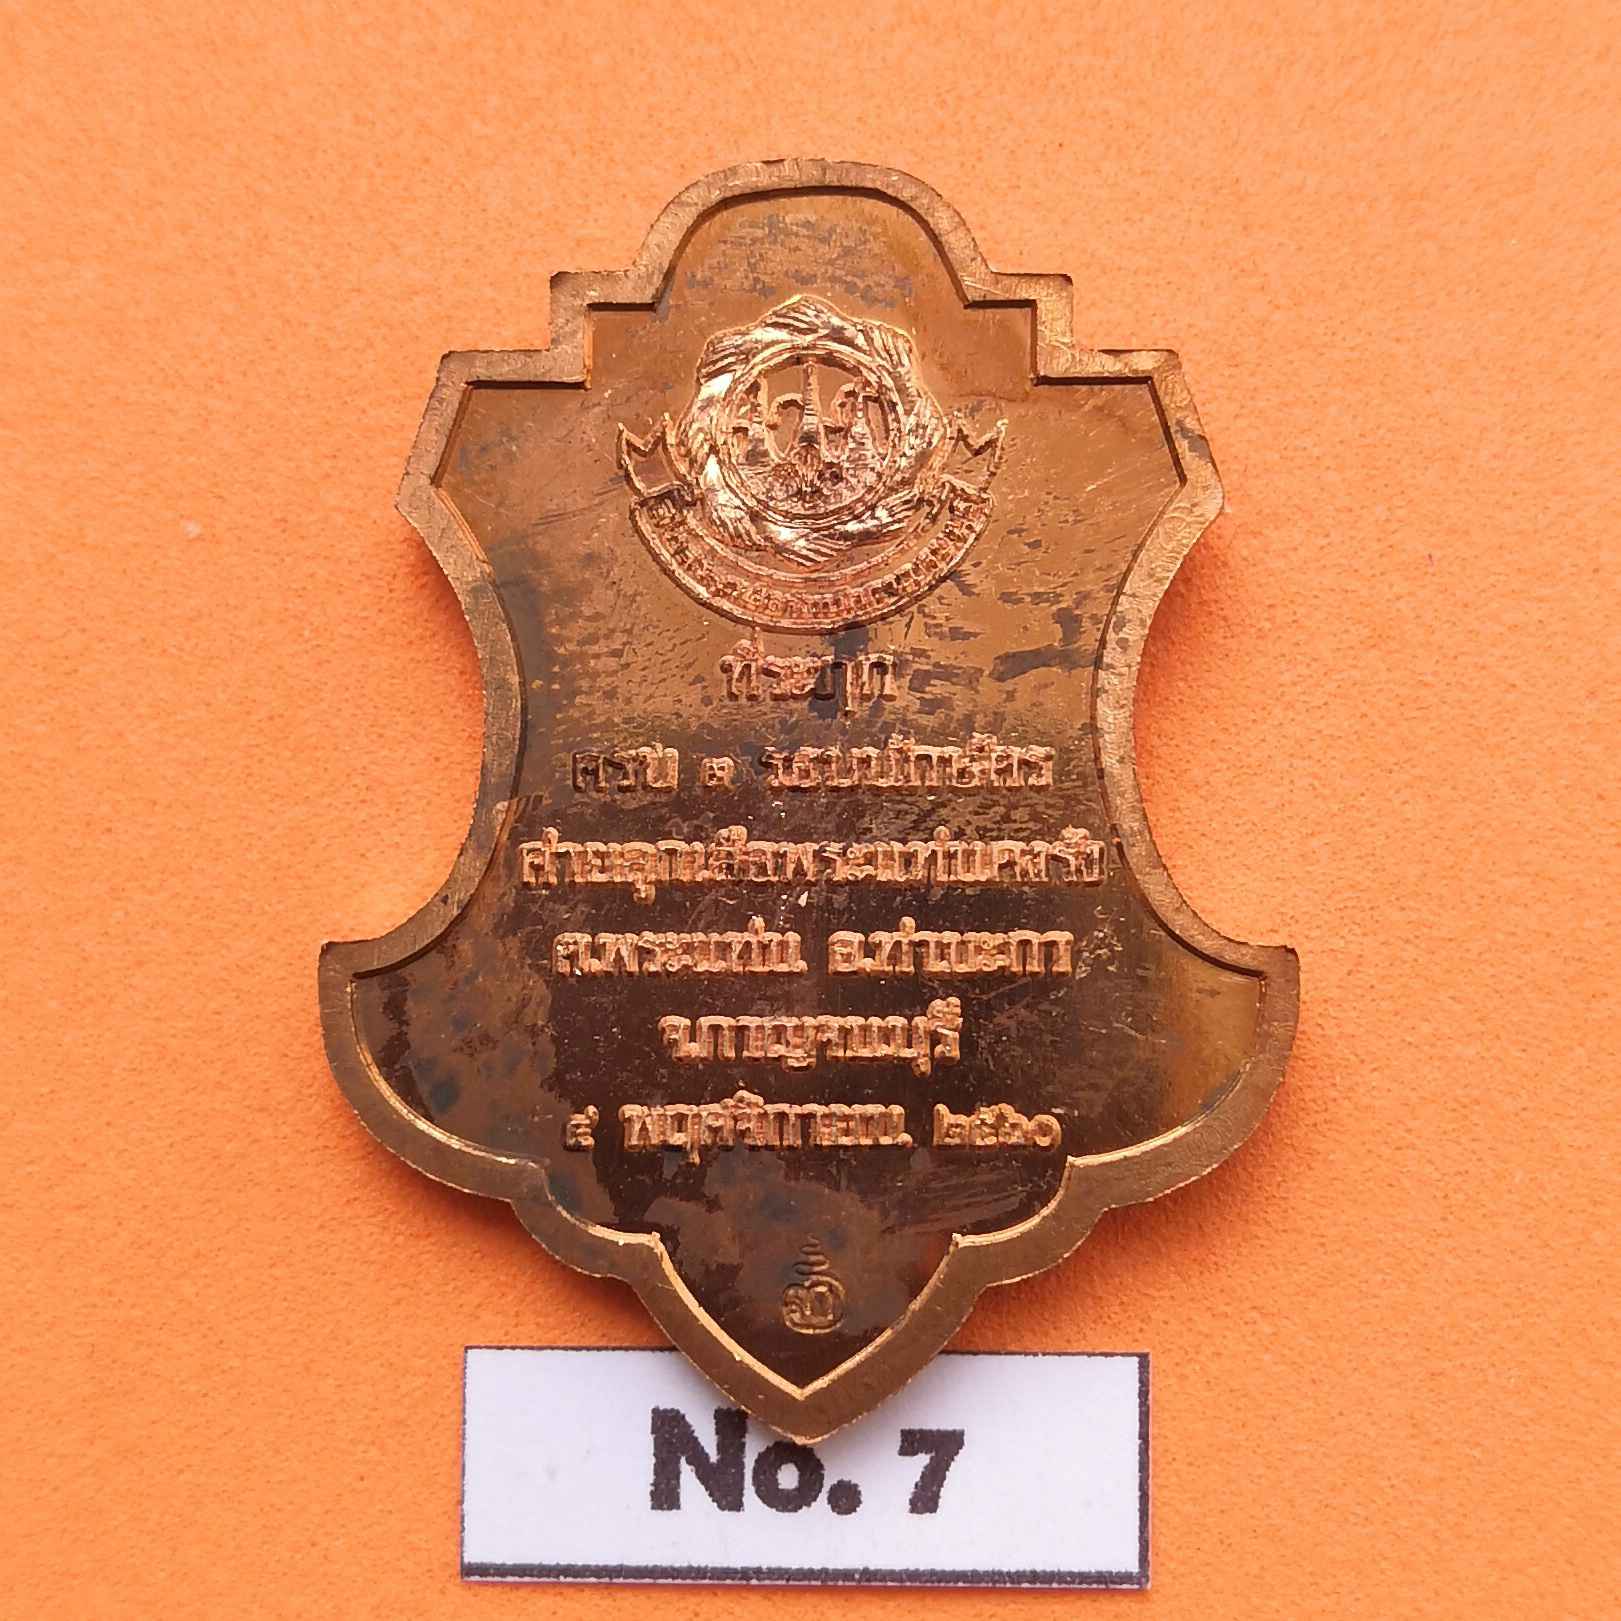 ที่ระฤก
ครบ ๓ รอบนักษัตร
ค่ายลูกเสือพระแท่นดงรัง
ต.พระแท่น อ.ท่ามะกา
จ.กาญจนบุรี
๙ พฤศจิกายน ๒๕๖๐
No. 7